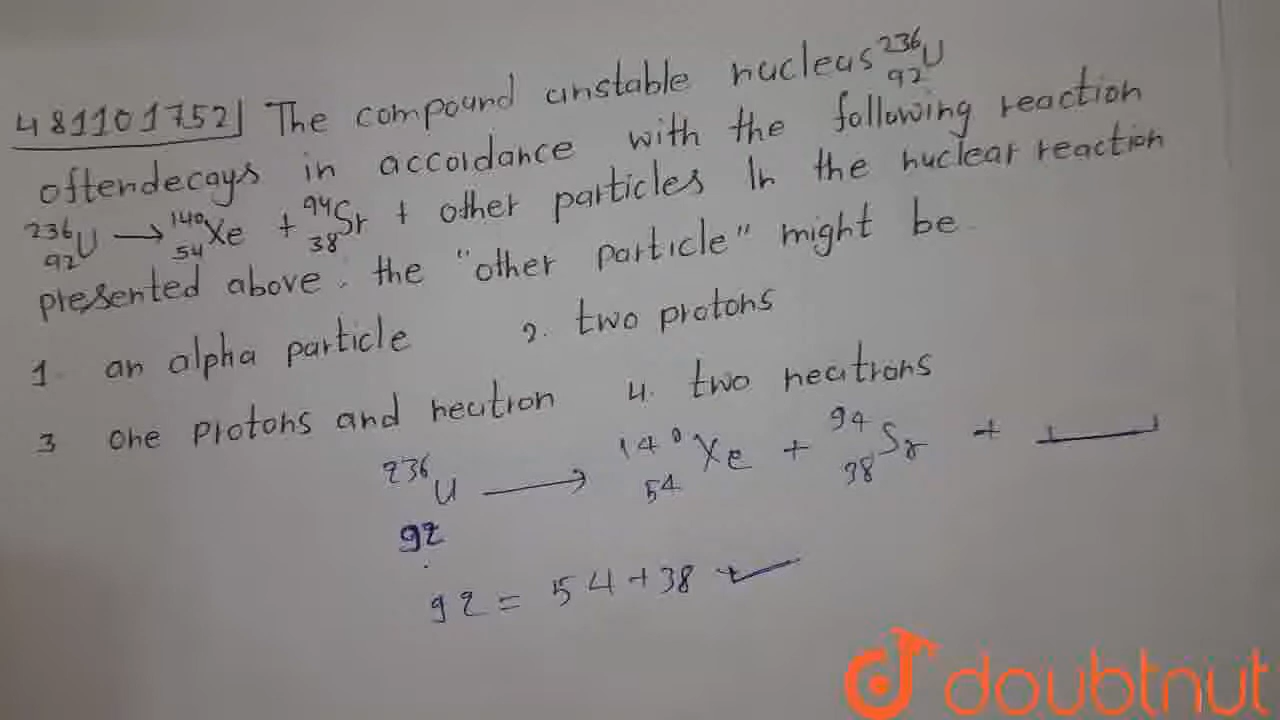 481101752| The compound unstable nucleus ²³⁶₉₂U
oftendecays in accordance with the following reaction
²³⁶₉₂U → ¹⁴⁰₅₄Xe + ⁹⁴₃₈Sr + other particles In the nuclear reaction
presented above. the "other particle" might be
1. an alpha particle 2. two protons
3 one protons and neutron 4. two neutrons
²³⁶₉₂U → ¹⁴⁰₅₄Xe + ⁹⁴₃₈Sr +
92 = 54 + 38
doubtnut